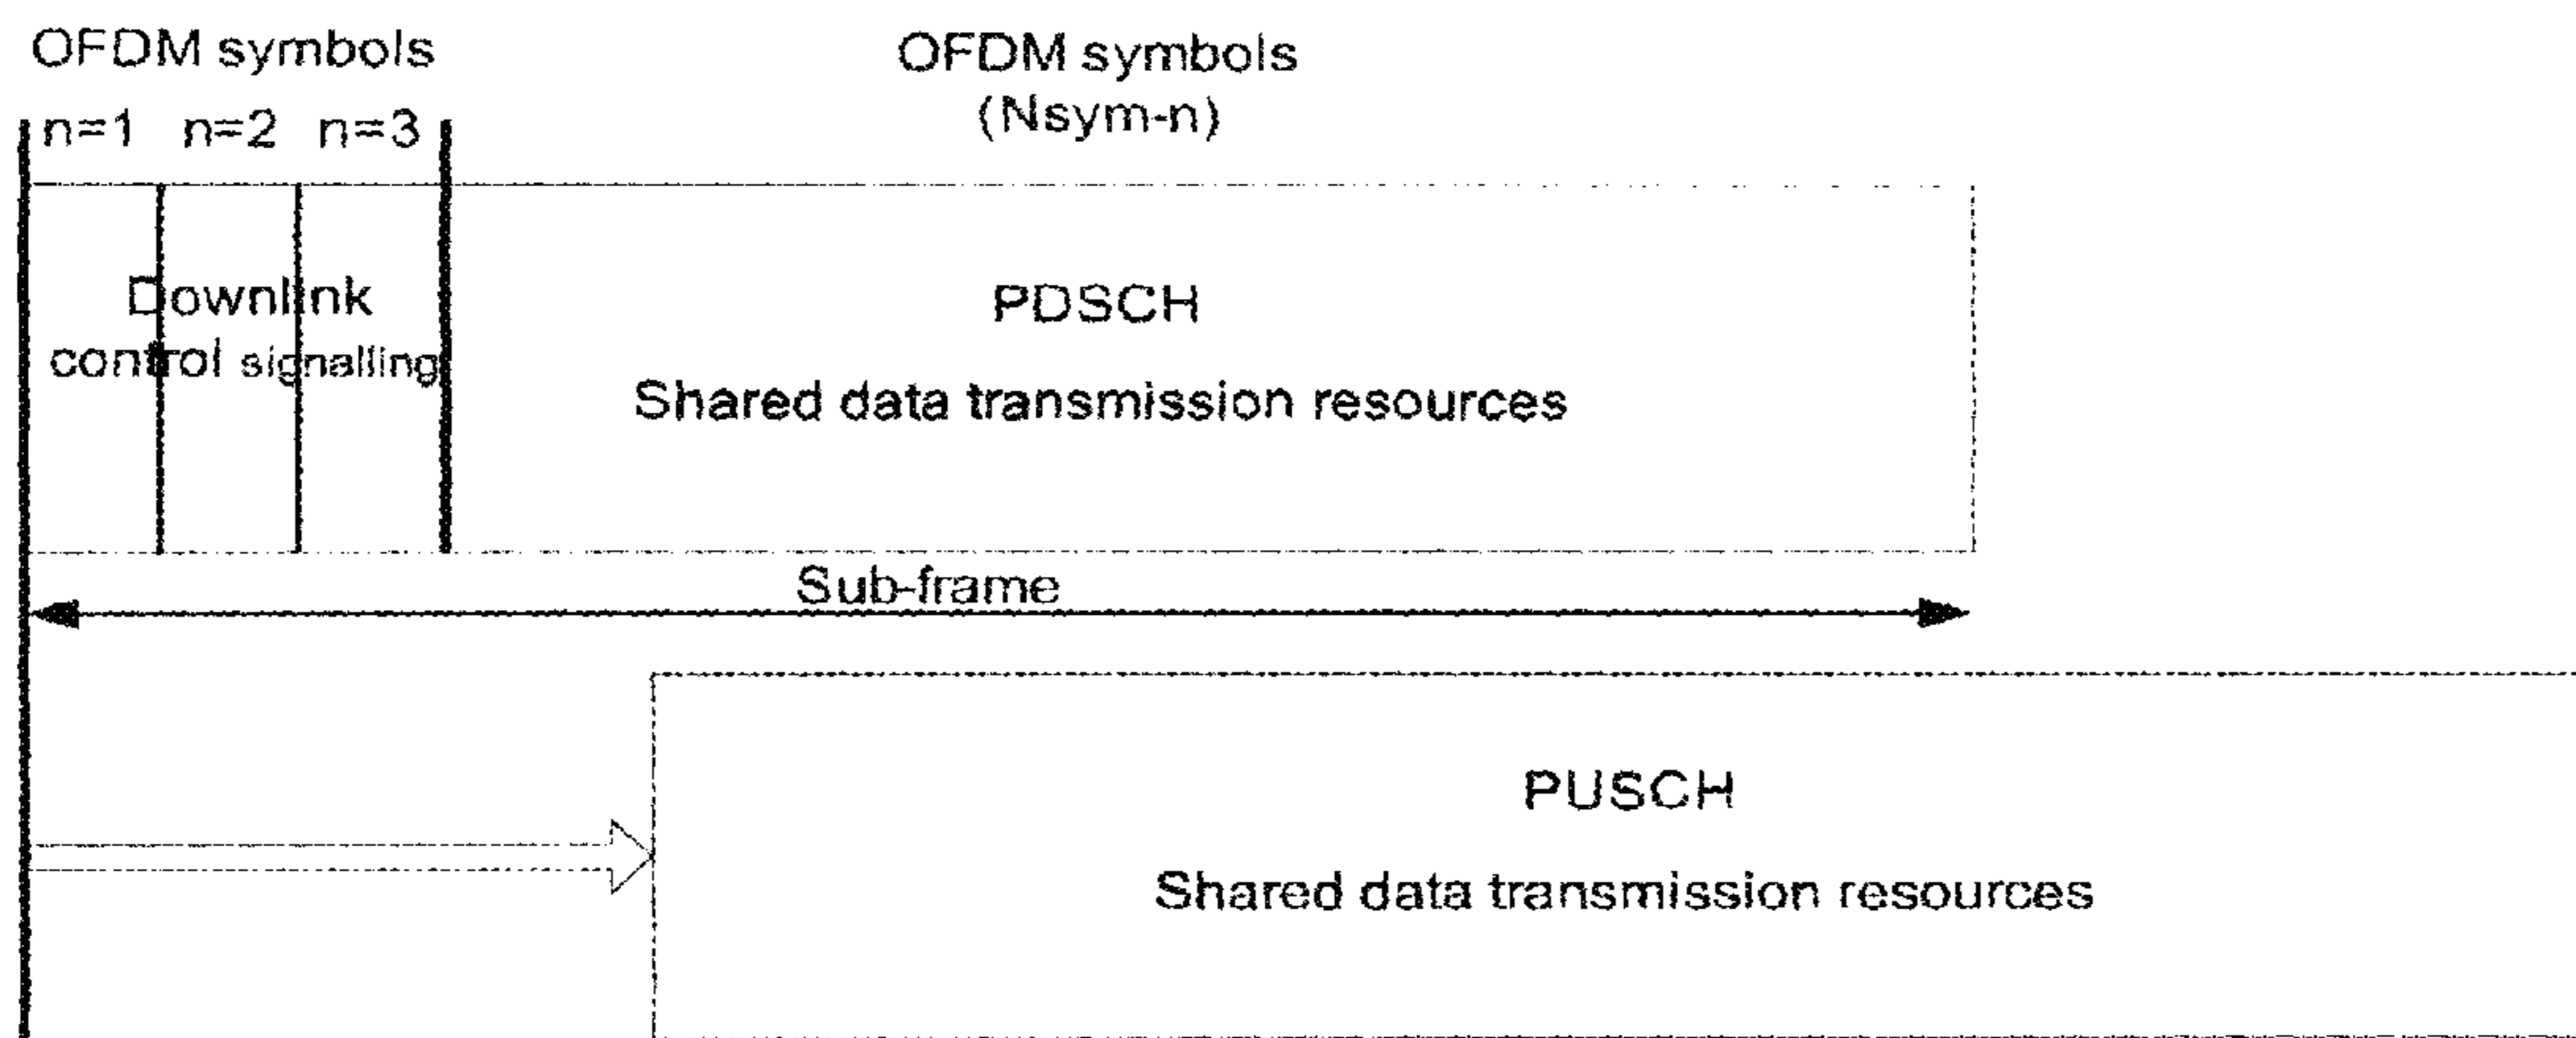 OFDM symbols
n=1 n=2 n=3
OFDM symbols
(Nsym-n)
Downlink
control signalling
PDSCH
Shared data transmission resources
Sub-frame
PUSCH
Shared data transmission resources